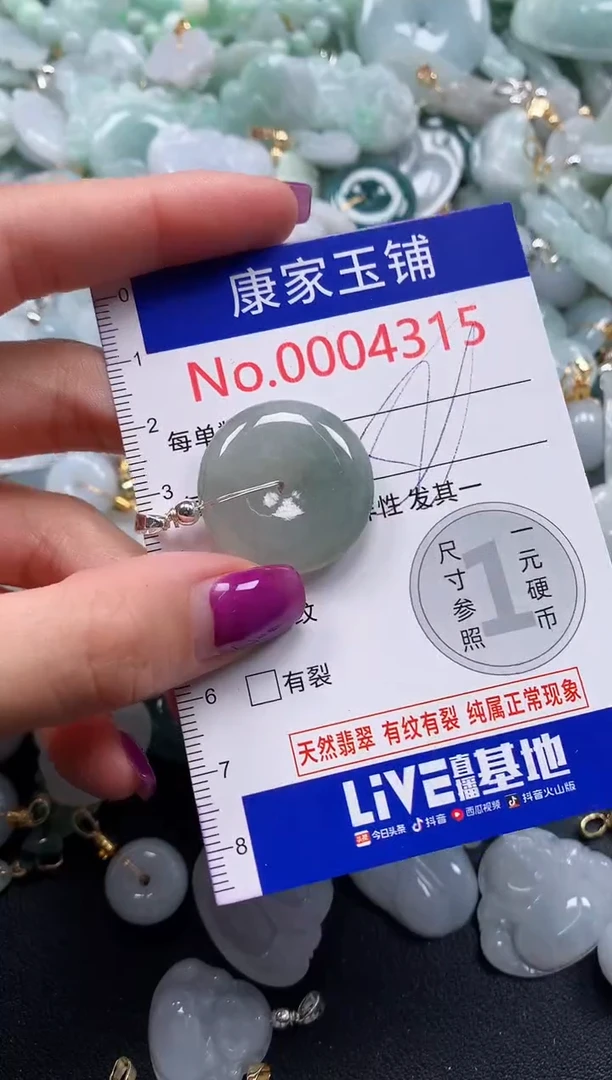 康家玉铺
No.0004315
0
1
2
每单
3
性 发其一
尺寸参照
1
一元硬币
纹
6
有裂
天然翡翠 有纹有裂 纯属正常现象
7
LiVE直播基地
8
今日头条 抖音 西瓜视频 抖音火山版